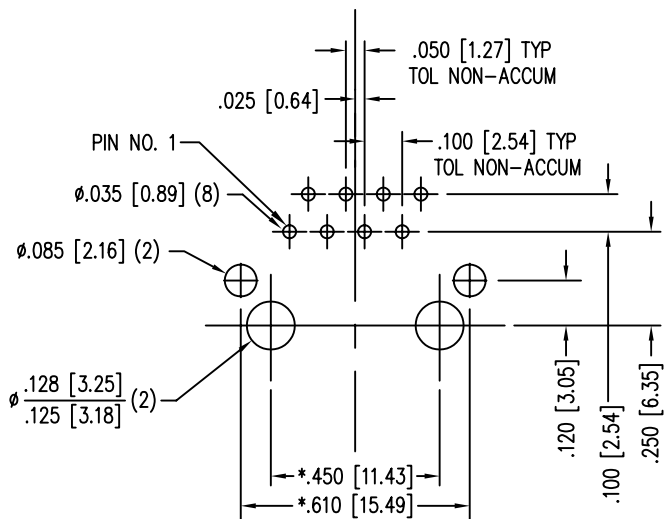 .050 [1.27] TYP
TOL NON-ACCUM
.025 [0.64]
PIN NO. 1
.100 [2.54] TYP
TOL NON-ACCUM
ø.035 [0.89] (8)
ø.085 [2.16] (2)
ø .128 [3.25]
.125 [3.18] (2)
.120 [3.05]
.100 [2.54]
.250 [6.35]
*.450 [11.43]
*.610 [15.49]